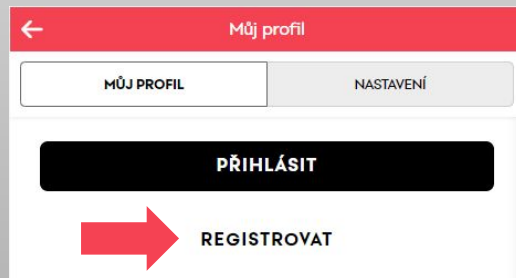 Můj profil
MŮJ PROFIL NASTAVENÍ
PŘIHLÁSIT
REGISTROVAT